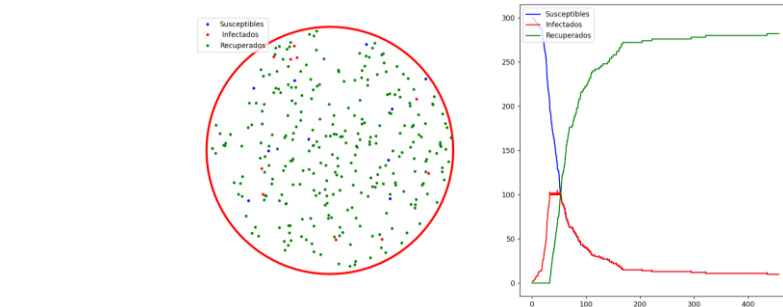 Susceptibles
Infectados
Recuperados
Susceptibles
Infectados
Recuperados
300
250
200
150
100
50
0
0 100 200 300 400